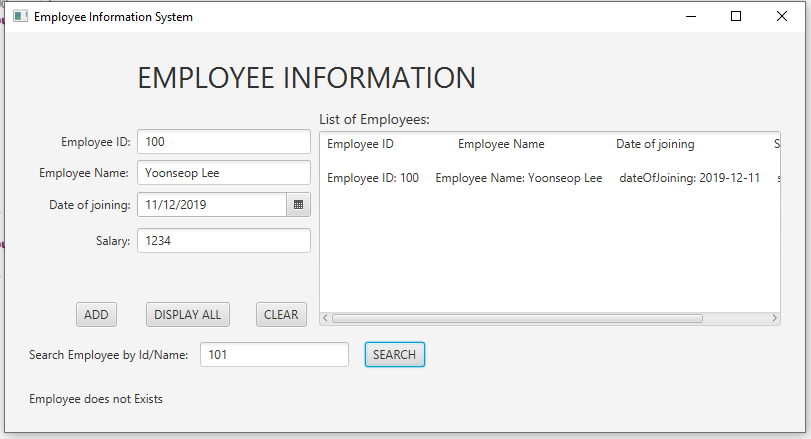 Employee Information System
EMPLOYEE INFORMATION
List of Employees:
Employee ID: 100
Employee Name: Yoonseop Lee
Date of joining: 11/12/2019
Salary: 1234
Employee ID Employee Name Date of joining S
Employee ID: 100 Employee Name: Yoonseop Lee dateOfJoining: 2019-12-11 s
ADD DISPLAY ALL CLEAR
Search Employee by Id/Name: 101 SEARCH
Employee does not Exists